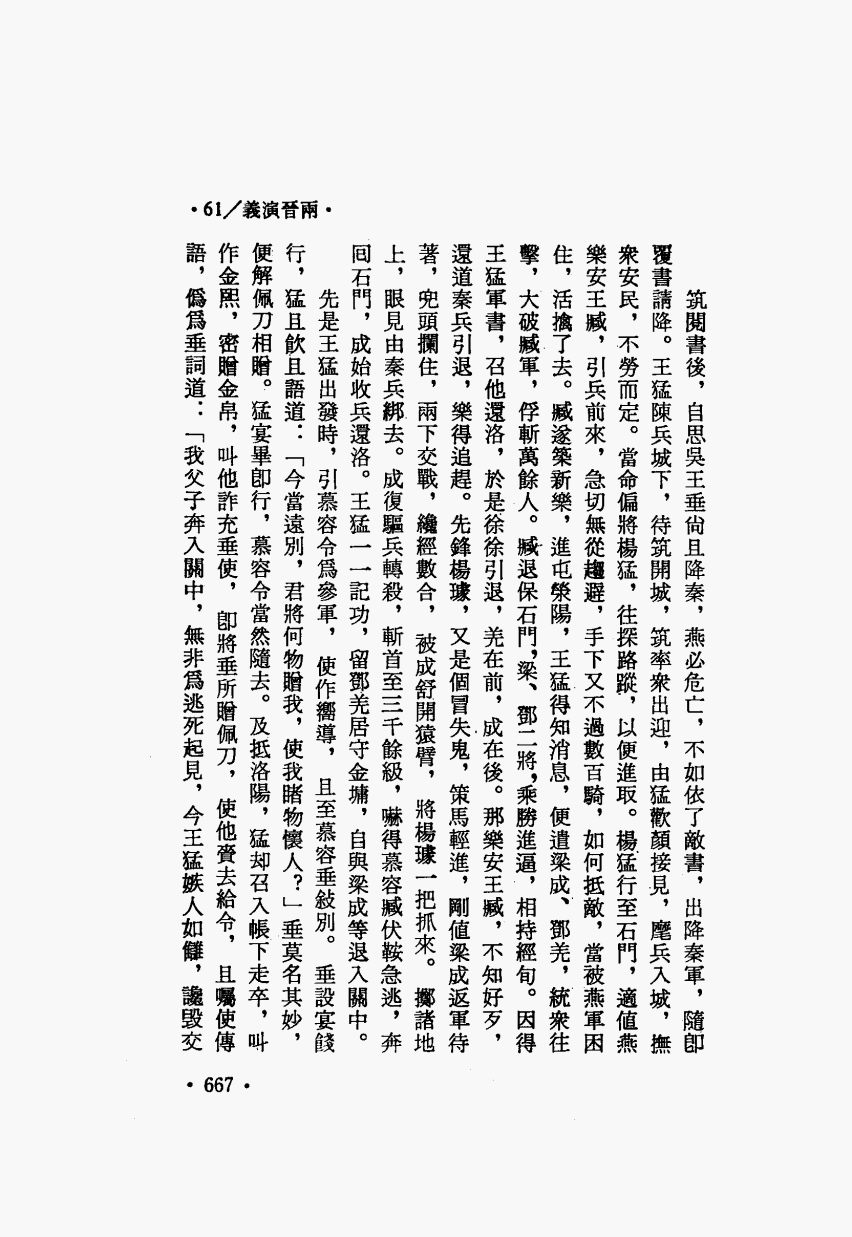 •61／義演晉兩•
筑閱書後，自思吳王垂尙且降秦，燕必危亡，不如依了敵書，出降秦軍，隨卽
覆書請降。王猛陳兵城下，待筑開城，筑率衆出迎，由猛歡顏接見，麾兵入城，撫
衆安民，不勞而定。當命偏將楊猛，往探路蹤，以便進取。楊猛行至石門，適值燕
樂安王臧，引兵前來，急切無從趨避，手下又不過數百騎，如何抵敵，當被燕軍困
住，活擒了去。臧遂築新樂，進屯滎陽，王猛得知消息，便遣梁成、鄧羌，統衆往
擊，大破臧軍，俘斬萬餘人。臧退保石門，梁、鄧二將，乘勝進逼，相持經旬。因得
王猛軍書，召他還洛，於是徐徐引退，羌在前，成在後。那樂安王臧，不知好歹，
還道秦兵引退，樂得追趕。先鋒楊璩，又是個冒失鬼，策馬輕進，剛值梁成返軍待
著，兜頭攔住，兩下交戰，纔經數合，被成舒開猿臂，將楊璩一把抓來。擲諸地
上，眼見由秦兵綁去。成復驅兵轉殺，斬首至三千餘級，嚇得慕容臧伏鞍急逃，奔
回石門，成始收兵還洛。王猛一一記功，留鄧羌居守金墉，自與梁成等退入關中。
先是王猛出發時，引慕容令爲參軍，使作嚮導，且至慕容垂敍別。垂設宴餞
行，猛且飲且語道：「今當遠別，君將何物贈我，使我睹物懷人？」垂莫名其妙，
便解佩刀相贈。猛宴畢卽行，慕容令當然隨去。及抵洛陽，猛却召入帳下走卒，叫
作金熙，密贈金帛，叫他詐充垂使，卽將垂所贈佩刀，使他賫去給令，且囑使傳
語，僞爲垂詞道：「我父子奔入關中，無非爲逃死起見，今王猛嫉人如讎，讒毀交
•667•